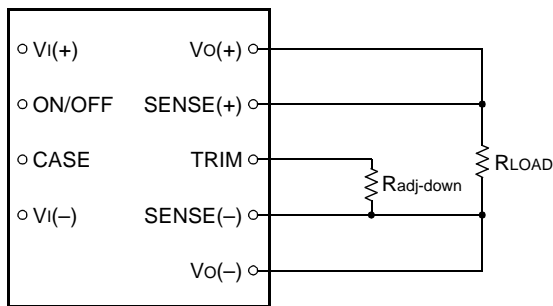 VI(+) VO(+)
ON/OFF SENSE(+)
CASE TRIM RLOAD
Radj-down
VI(–) SENSE(–)
VO(–)